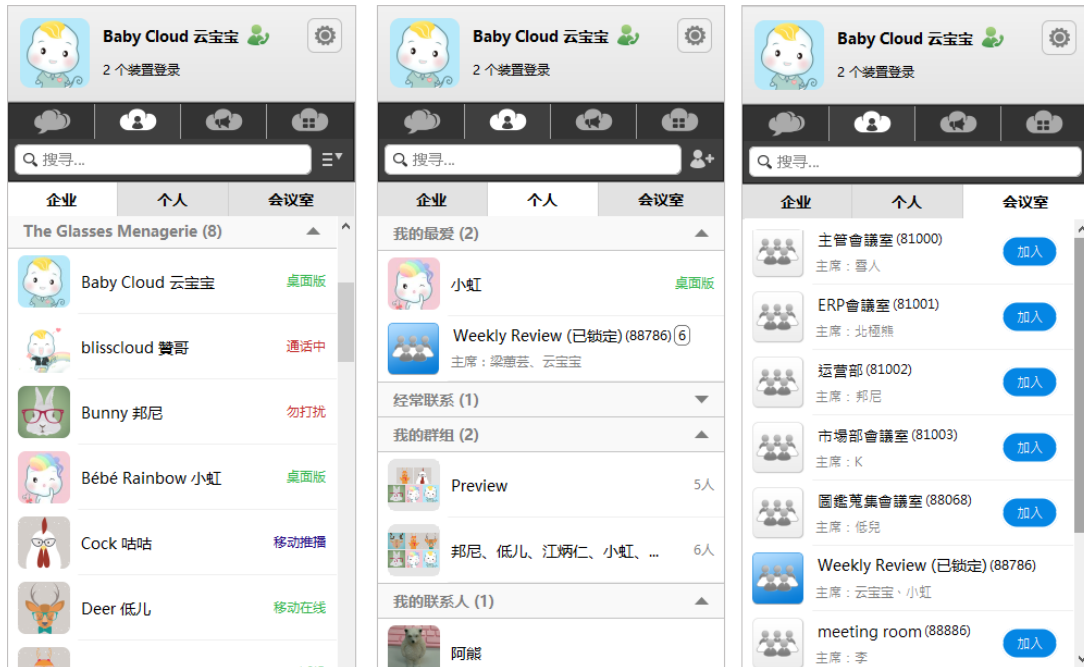 Baby Cloud 云宝宝
2 个装置登录
搜寻...
企业 个人 会议室
The Glasses Menagerie (8)
Baby Cloud 云宝宝 桌面版
blisscloud 贊哥 通话中
Bunny 邦尼 勿打扰
Bébé Rainbow 小虹 桌面版
Cock 咕咕 移动推播
Deer 低儿 移动在线
Baby Cloud 云宝宝
2 个装置登录
搜寻...
企业 个人 会议室
我的最爱 (2)
小虹 桌面版
Weekly Review (已锁定) (88786) 6
主席：梁蕙芸、云宝宝
经常联系 (1)
我的群组 (2)
Preview 5人
邦尼、低儿、江炳仁、小虹、... 6人
我的联系人 (1)
阿熊
Baby Cloud 云宝宝
2 个装置登录
搜寻...
企业 个人 会议室
主管會議室 (81000) 加入
主席：雲人
ERP會議室 (81001) 加入
主席：北極熊
运营部 (81002) 加入
主席：邦尼
市場部會議室 (81003) 加入
主席：K
圖鑑蒐集會議室 (88068) 加入
主席：低兒
Weekly Review (已锁定) (88786)
主席：云宝宝、小虹
meeting room (88886) 加入
主席：李